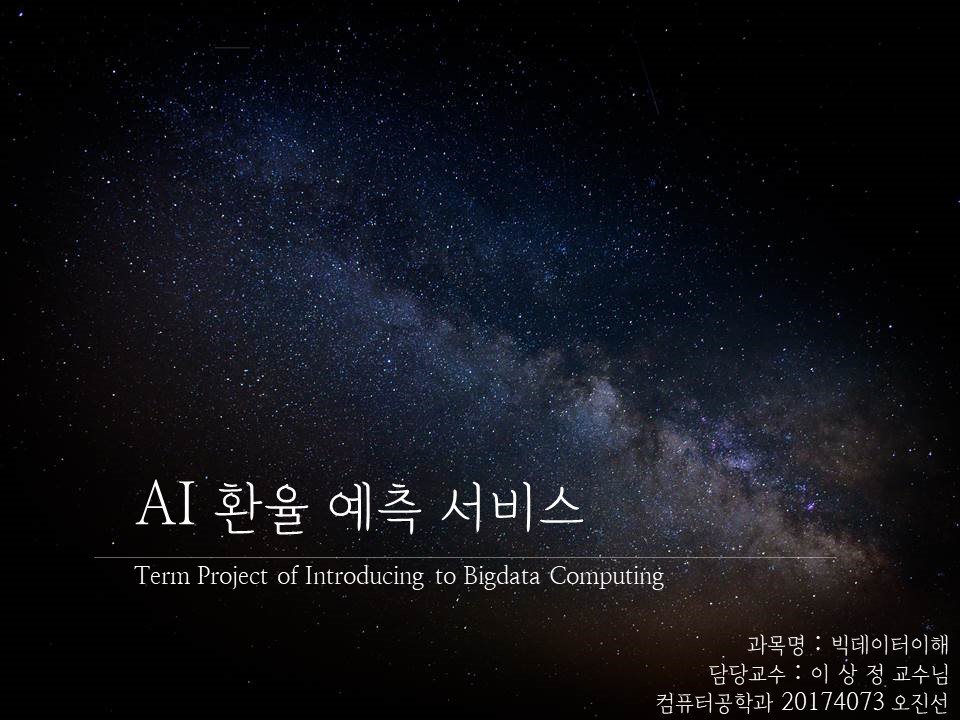 AI 환율 예측 서비스
Term Project of Introducing to Bigdata Computing
과목명 : 빅데이터이해
담당교수 : 이 상 정 교수님
컴퓨터공학과 20174073 오진선